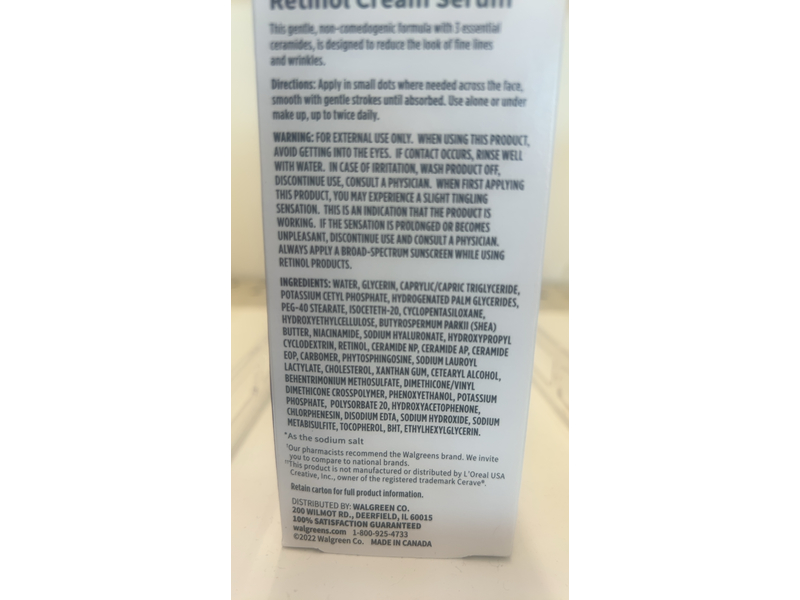 Retinol Cream Serum
This gentle, non-comedogenic formula with 3 essential
ceramides, is designed to reduce the look of fine lines
and wrinkles.
Directions: Apply in small dots where needed across the face,
smooth with gentle strokes until absorbed. Use alone or under
make up, up to twice daily.
WARNING: FOR EXTERNAL USE ONLY. WHEN USING THIS PRODUCT,
AVOID GETTING INTO THE EYES. IF CONTACT OCCURS, RINSE WELL
WITH WATER. IN CASE OF IRRITATION, WASH PRODUCT OFF,
DISCONTINUE USE, CONSULT A PHYSICIAN. WHEN FIRST APPLYING
THIS PRODUCT, YOU MAY EXPERIENCE A SLIGHT TINGLING
SENSATION. THIS IS AN INDICATION THAT THE PRODUCT IS
WORKING. IF THE SENSATION IS PROLONGED OR BECOMES
UNPLEASANT, DISCONTINUE USE AND CONSULT A PHYSICIAN.
ALWAYS APPLY A BROAD-SPECTRUM SUNSCREEN WHILE USING
RETINOL PRODUCTS.
INGREDIENTS: WATER, GLYCERIN, CAPRYLIC/CAPRIC TRIGLYCERIDE,
POTASSIUM CETYL PHOSPHATE, HYDROGENATED PALM GLYCERIDES,
PEG-40 STEARATE, ISOCETETH-20, CYCLOPENTASILOXANE,
HYDROXYETHYLCELLULOSE, BUTYROSPERMUM PARKII (SHEA)
BUTTER, NIACINAMIDE, SODIUM HYALURONATE, HYDROXYPROPYL
CYCLODEXTRIN, RETINOL, CERAMIDE NP, CERAMIDE AP, CERAMIDE
EOP, CARBOMER, PHYTOSPHINGOSINE, SODIUM LAUROYL
LACTYLATE, CHOLESTEROL, XANTHAN GUM, CETEARYL ALCOHOL,
BEHENTRIMONIUM METHOSULFATE, DIMETHICONE/VINYL
DIMETHICONE CROSSPOLYMER, PHENOXYETHANOL, POTASSIUM
PHOSPHATE, POLYSORBATE 20, HYDROXYACETOPHENONE,
CHLORPHENESIN, DISODIUM EDTA, SODIUM HYDROXIDE, SODIUM
METABISULFITE, TOCOPHEROL, BHT, ETHYLHEXYLGLYCERIN.
*As the sodium salt
†Our pharmacists recommend the Walgreens brand. We invite
you to compare to national brands.
††This product is not manufactured or distributed by L'Oreal USA
Creative, Inc., owner of the registered trademark Cerave®.
Retain carton for full product information.
DISTRIBUTED BY: WALGREEN CO.
200 WILMOT RD., DEERFIELD, IL 60015
100% SATISFACTION GUARANTEED
walgreens.com 1-800-925-4733
©2022 Walgreen Co. MADE IN CANADA